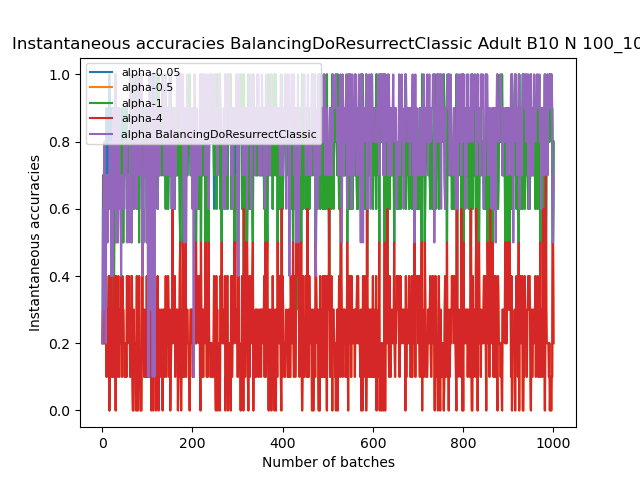 Instantaneous accuracies BalancingDoResurrectClassic Adult B10 N 100_10
alpha-0.05
alpha-0.5
alpha-1
alpha-4
alpha BalancingDoResurrectClassic
1.0
0.8
0.6
0.4
0.2
0.0
Instantaneous accuracies
0
200
400
600
800
1000
Number of batches